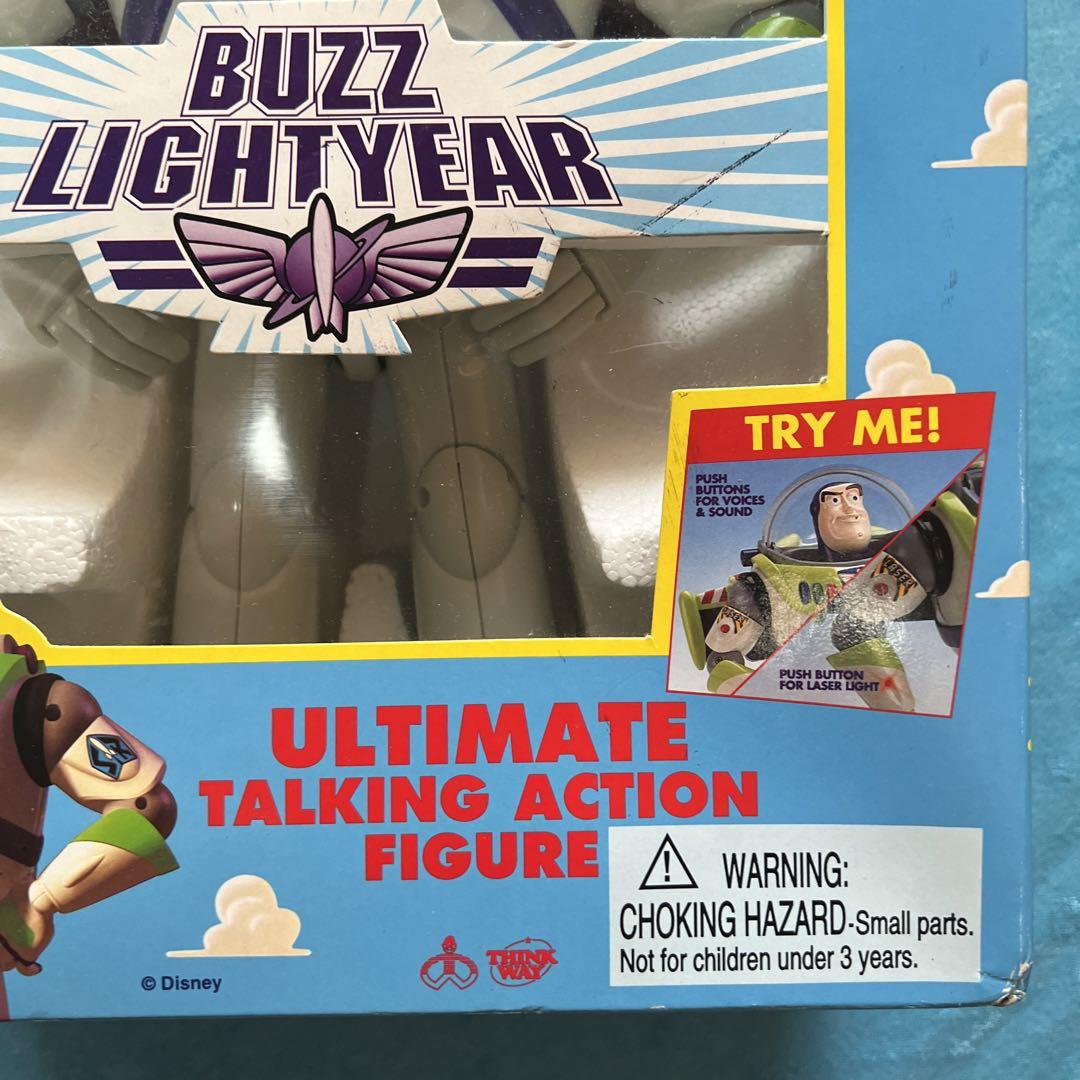 BUZZ
LIGHTYEAR
TRY ME!
PUSH
BUTTONS
FOR VOICES
& SOUND
LASER
PUSH BUTTON
FOR LASER LIGHT
ULTIMATE
TALKING ACTION
FIGURE
WARNING:
CHOKING HAZARD-Small parts.
Not for children under 3 years.
THINK
WAY
© Disney